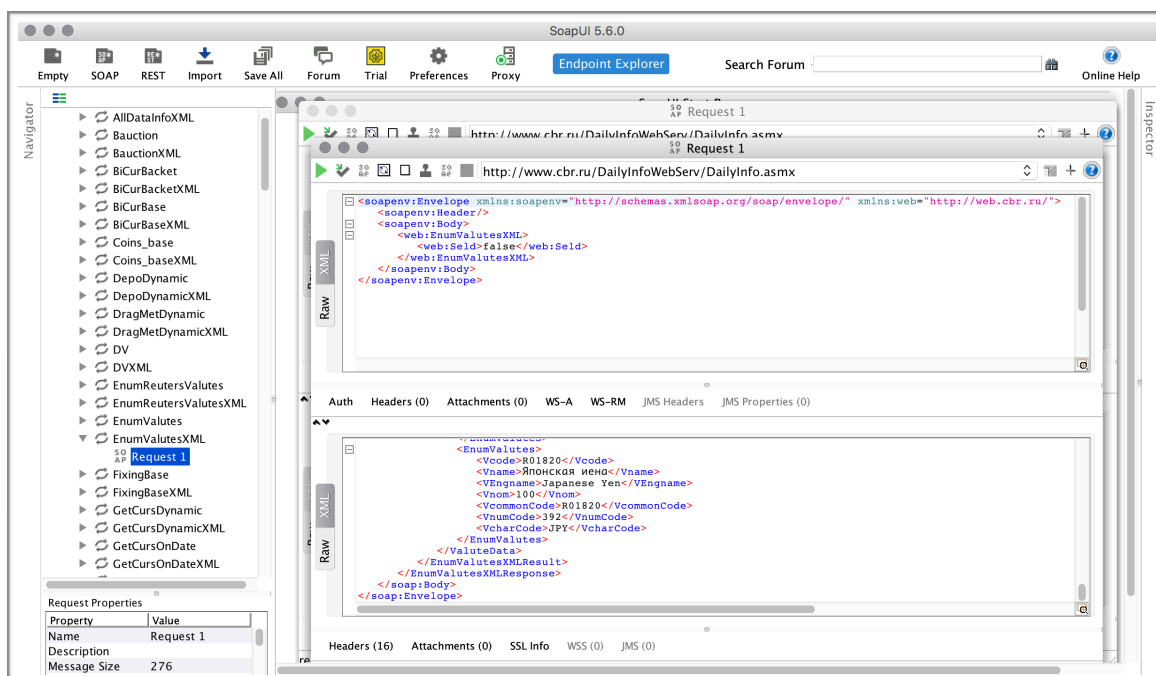 SoapUI 5.6.0
Empty SOAP REST Import Save All Forum Trial Preferences Proxy Endpoint Explorer Search Forum Online Help
Navigator
Inspector
AllDataInfoXML
Bauction
BauctionXML
BiCurBacket
BiCurBacketXML
BiCurBase
BiCurBaseXML
Coins_base
Coins_baseXML
DepoDynamic
DepoDynamicXML
DragMetDynamic
DragMetDynamicXML
DV
DVXML
EnumReutersValutes
EnumReutersValutesXML
EnumValutes
EnumValutesXML
Request 1
FixingBase
FixingBaseXML
GetCursDynamic
GetCursDynamicXML
GetCursOnDate
GetCursOnDateXML
Request Properties
Property Value
Name Request 1
Description
Message Size 276
Request 1
http://www.cbr.ru/DailyInfoWebServ/DailyInfo.asmx
Request 1
http://www.cbr.ru/DailyInfoWebServ/DailyInfo.asmx
XML
Raw
<soapenv:Envelope xmlns:soapenv="http://schemas.xmlsoap.org/soap/envelope/" xmlns:web="http://web.cbr.ru/">
<soapenv:Header/>
<soapenv:Body>
<web:EnumValutesXML>
<web:Seld>false</web:Seld>
</web:EnumValutesXML>
</soapenv:Body>
</soapenv:Envelope>
Auth Headers (0) Attachments (0) WS-A WS-RM JMS Headers JMS Properties (0)
XML
Raw
</EnumValutes>
<EnumValutes>
<Vcode>R01820</Vcode>
<Vname>Японская иена</Vname>
<VEngname>Japanese Yen</VEngname>
<Vnom>100</Vnom>
<VcommonCode>R01820</VcommonCode>
<VnumCode>392</VnumCode>
<VcharCode>JPY</VcharCode>
</EnumValutes>
</ValuteData>
</EnumValutesXMLResult>
</EnumValutesXMLResponse>
</soap:Body>
</soap:Envelope>
Headers (16) Attachments (0) SSL Info WSS (0) JMS (0)